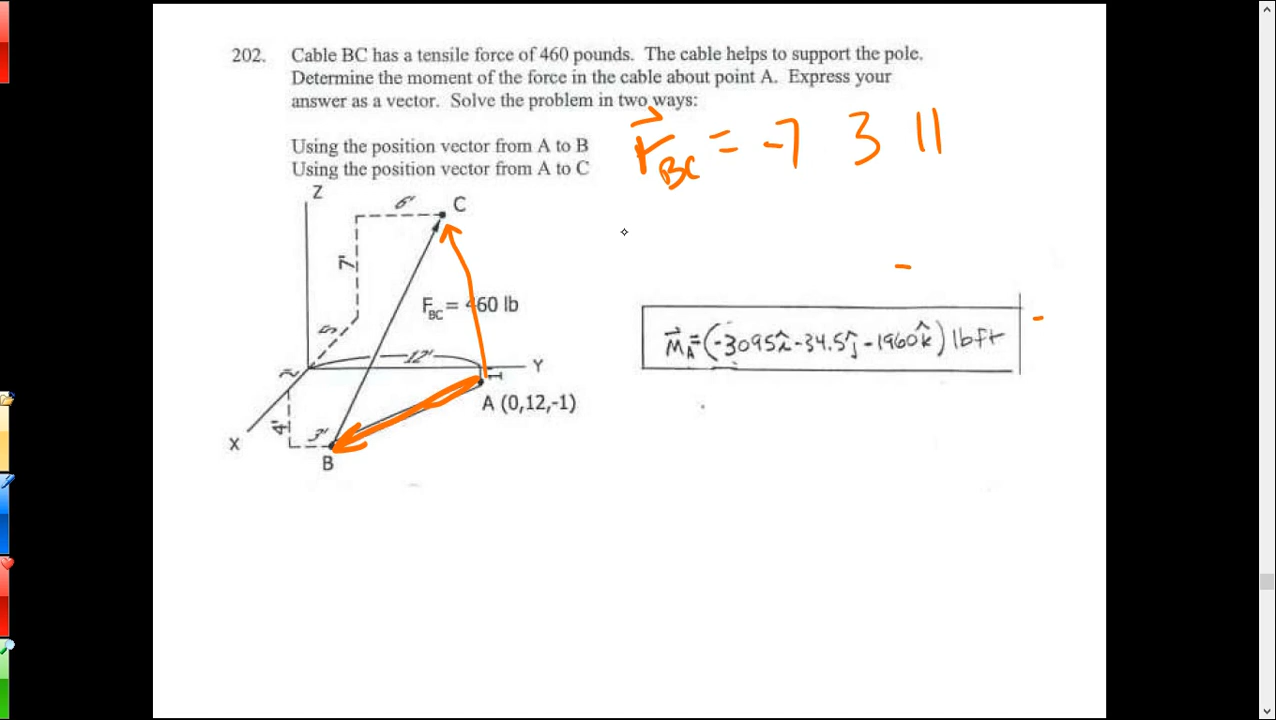 202. Cable BC has a tensile force of 460 pounds. The cable helps to support the pole.
Determine the moment of the force in the cable about point A. Express your
answer as a vector. Solve the problem in two ways:
Using the position vector from A to B
Using the position vector from A to C
r⃗BC = -7 3 11
Z
6'
C
7'
FBC = 460 lb
5'
12'
Y
1'
2'
A (0,12,-1)
4'
3'
X
B
M⃗A=(-3095î-34.5ĵ-1960k̂) lbft